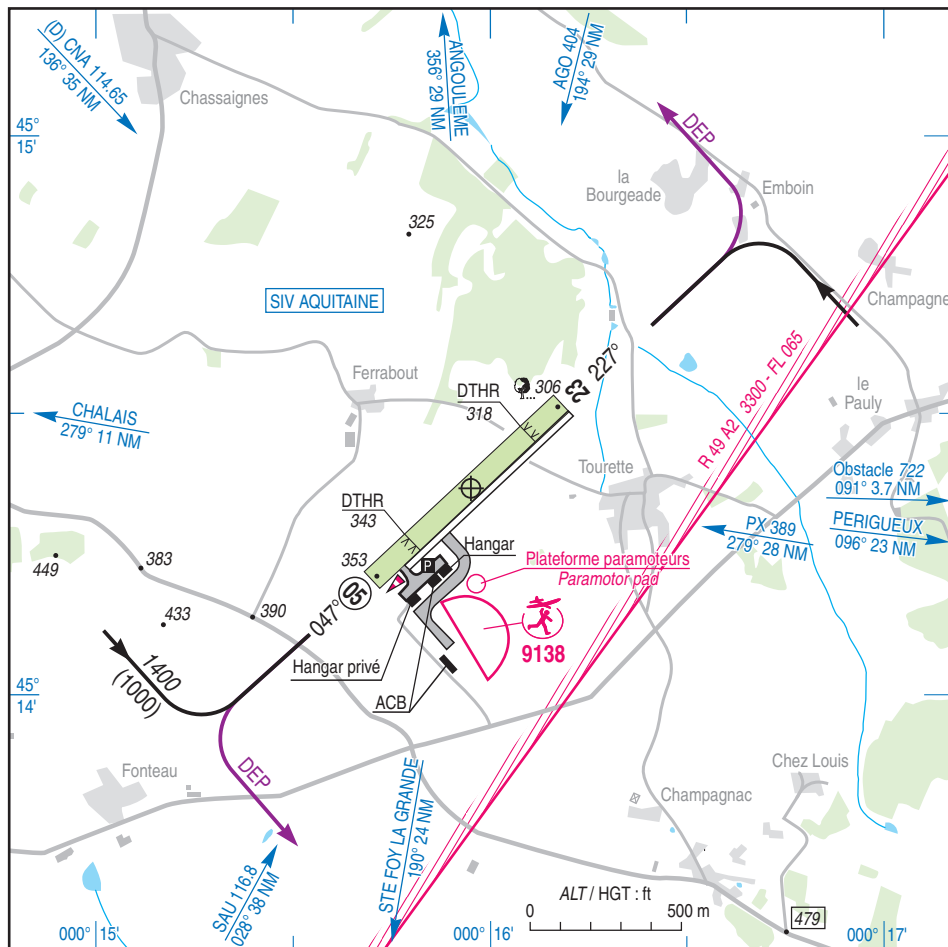 (D) CNA 114.65
136° 35 NM
Chassaignes
ANGOULEME
356° 29 NM
AGO 404
194° 29 NM
45°
15'
DEP
la
Bourgeade
Emboin
325
SIV AQUITAINE
Champagne
R 49 A2 3300 - FL 065
Ferrabout
DTHR
318
306
23
227°
le
Pauly
CHALAIS
279° 11 NM
Tourette
Obstacle 722
091° 3.7 NM
DTHR
343
PX 389
279° 28 NM
PERIGUEUX
096° 23 NM
Hangar
P
Plateforme paramoteurs
Paramotor pad
353
449
383
433
390
047°
05
9138
1400
(1000)
Hangar privé
45°
14'
ACB
DEP
Fonteau
Chez Louis
Champagnac
STE FOY LA GRANDE
190° 24 NM
SAU 116.8
028° 38 NM
ALT / HGT : ft
0
500 m
479
000° 15'
000° 16'
000° 17'